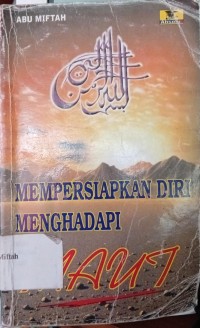 ABU MIFTAH
MEMPERSIAPKAN DIRI
MENGHADAPI
MAUT
Miftah